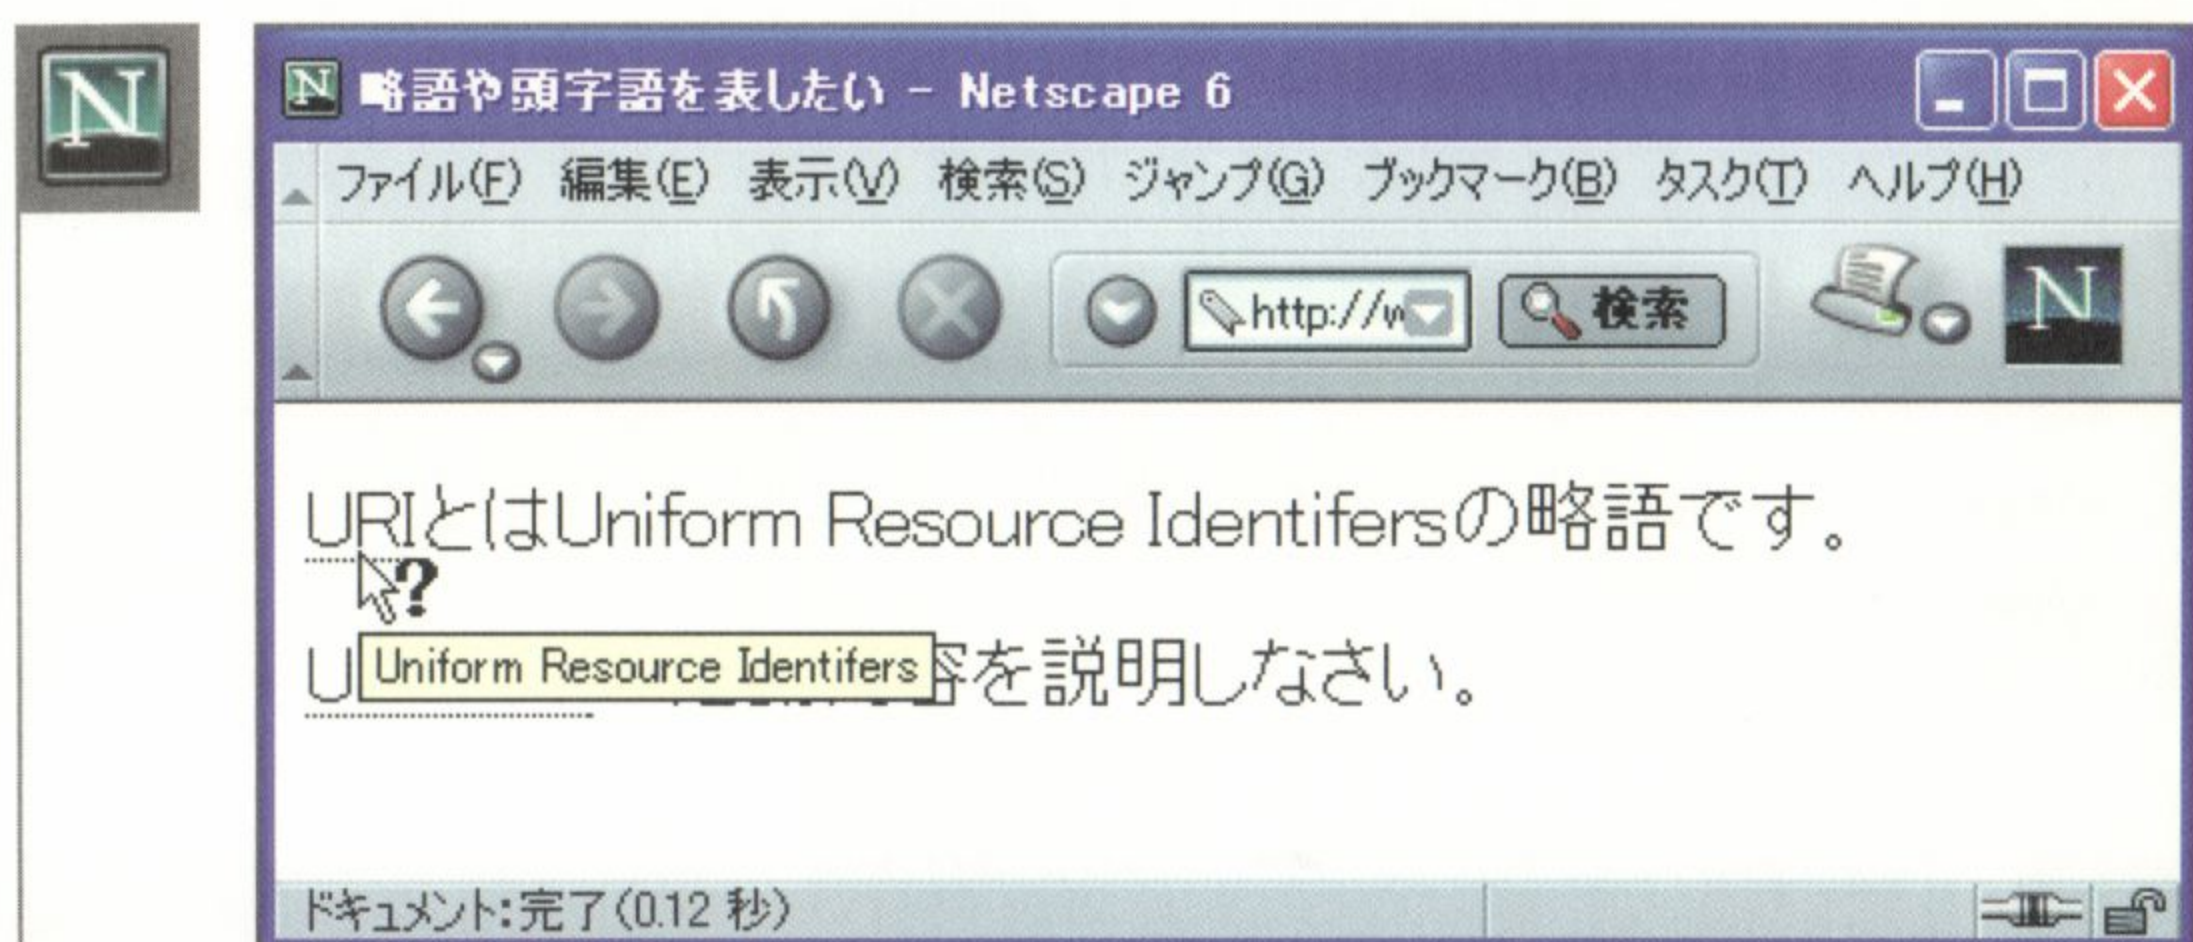 N
N 略語や頭字語を表したい - Netscape 6
ファイル(F) 編集(E) 表示(V) 検索(S) ジャンプ(G) ブックマーク(B) タスク(T) ヘルプ(H)
http://w 検索 N
URIとはUniform Resource Identifersの略語です。
?
Uniform Resource Identifers
を説明しなさい。
ドキュメント:完了(0.12 秒)